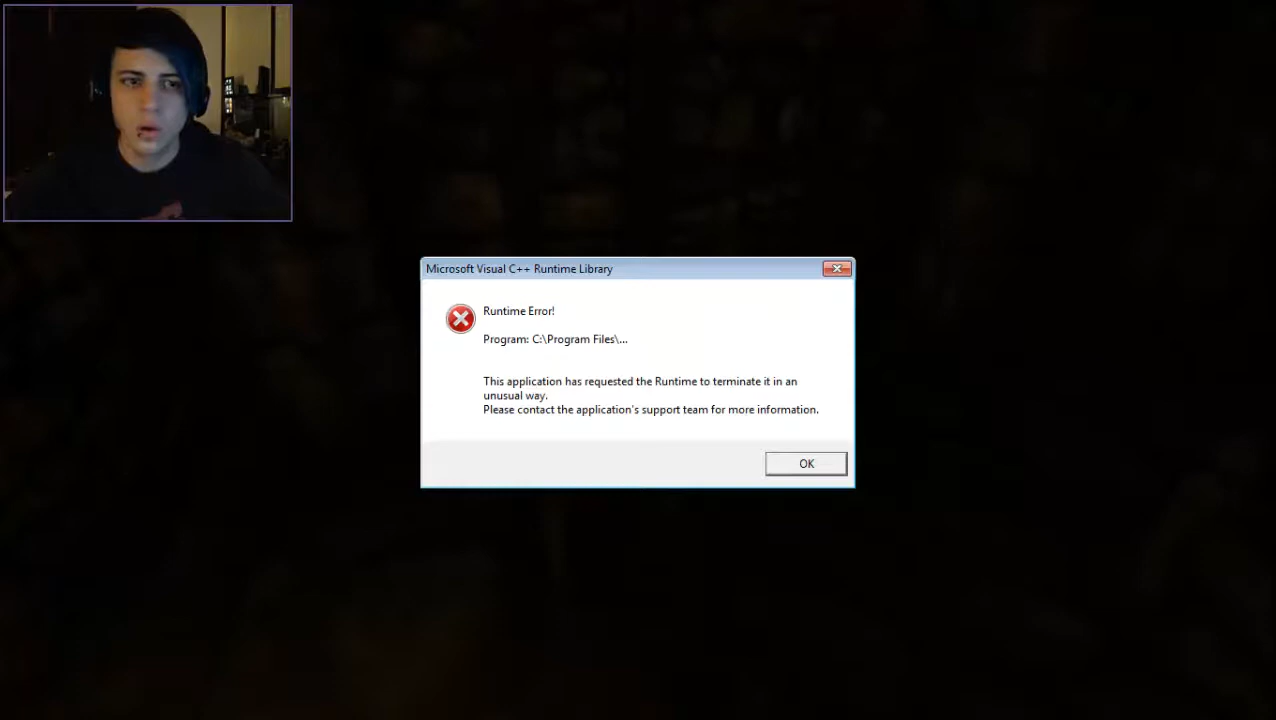 Microsoft Visual C++ Runtime Library
Runtime Error!
Program: C:\Program Files\...
This application has requested the Runtime to terminate it in an
unusual way.
Please contact the application's support team for more information.
OK